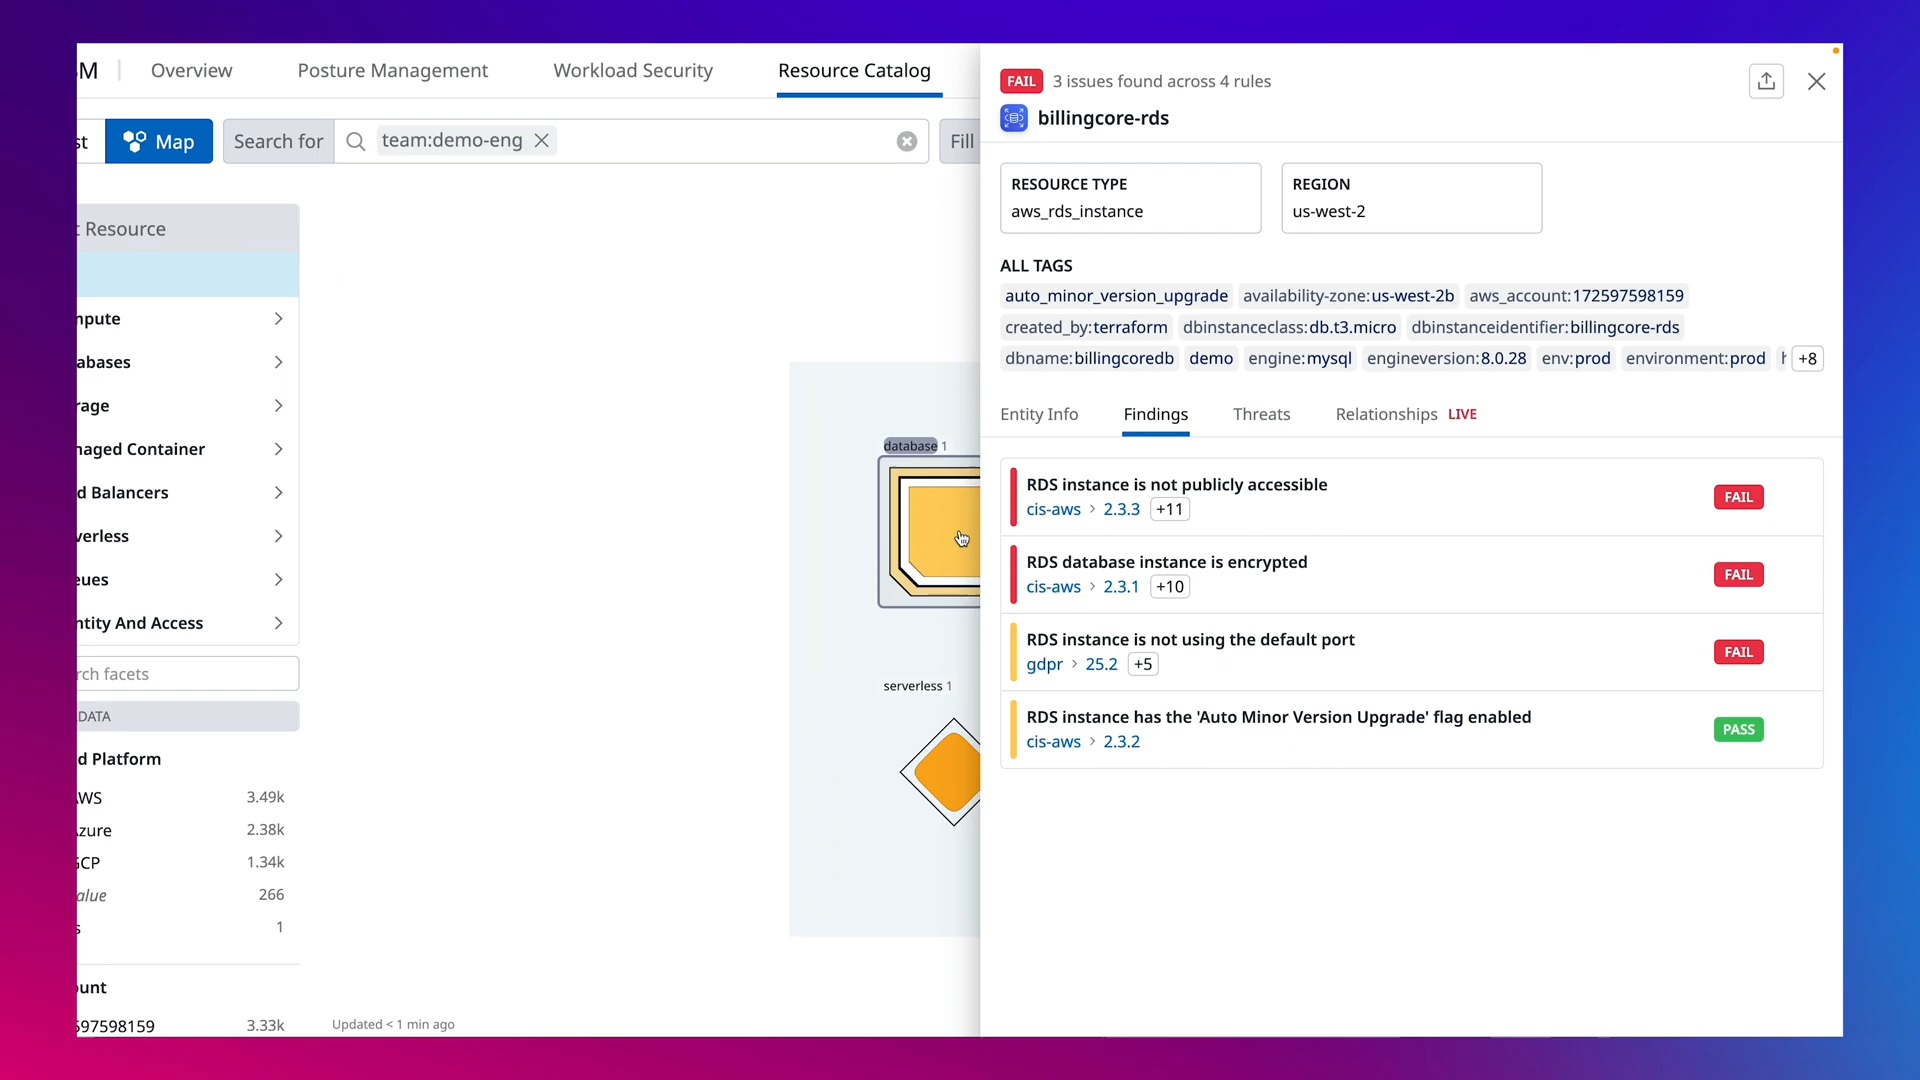 M Overview Posture Management Workload Security Resource Catalog
st Map Search for team:demo-eng Fill
Resource
mpute
abases
rage
naged Container
d Balancers
verless
eues
ntity And Access
rch facets
DATA
d Platform
WS 3.49k
zure 2.38k
GCP 1.34k
alue 266
s 1
ount
597598159 3.33k
database 1
serverless 1
Updated < 1 min ago
FAIL 3 issues found across 4 rules
billingcore-rds
RESOURCE TYPE
aws_rds_instance
REGION
us-west-2
ALL TAGS
auto_minor_version_upgrade availability-zone:us-west-2b aws_account:172597598159
created_by:terraform dbinstanceclass:db.t3.micro dbinstanceidentifier:billingcore-rds
dbname:billingcoredb demo engine:mysql engineversion:8.0.28 env:prod environment:prod +8
Entity Info Findings Threats Relationships LIVE
RDS instance is not publicly accessible
cis-aws > 2.3.3 +11
FAIL
RDS database instance is encrypted
cis-aws > 2.3.1 +10
FAIL
RDS instance is not using the default port
gdpr > 25.2 +5
FAIL
RDS instance has the 'Auto Minor Version Upgrade' flag enabled
cis-aws > 2.3.2
PASS